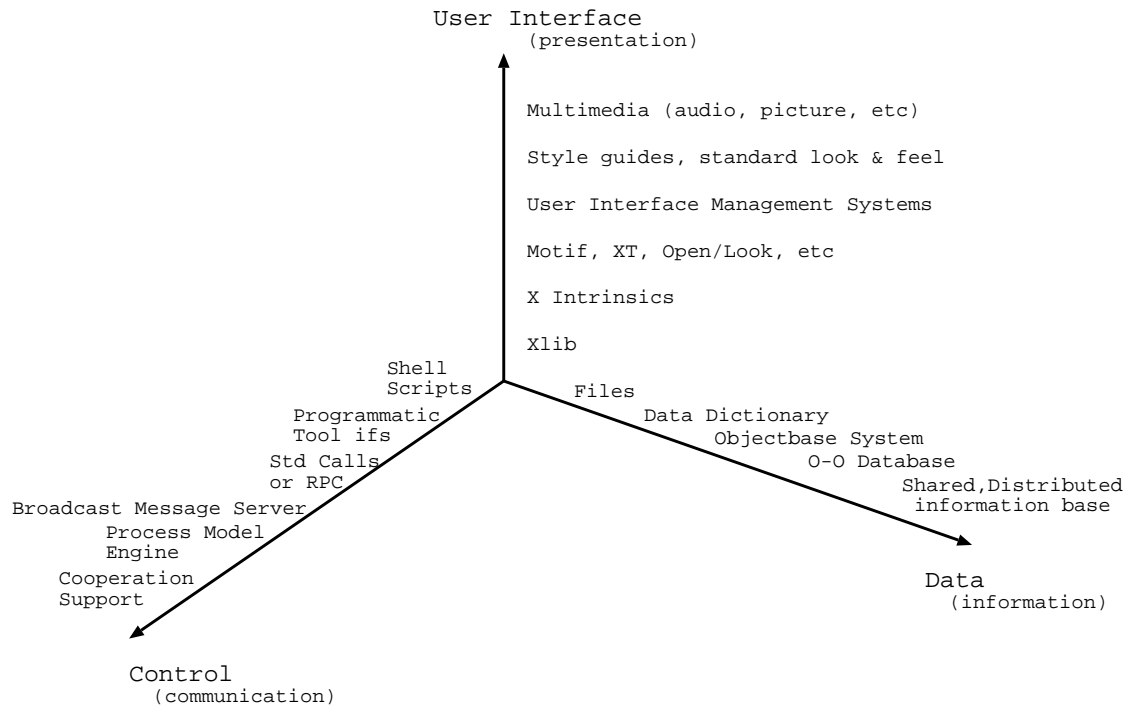 User Interface
(presentation)
Multimedia (audio, picture, etc)
Style guides, standard look & feel
User Interface Management Systems
Motif, XT, Open/Look, etc
X Intrinsics
Xlib
Shell
Scripts
Programmatic
Tool ifs
Std Calls
or RPC
Broadcast Message Server
Process Model
Engine
Cooperation
Support
Control
(communication)
Files
Data Dictionary
Objectbase System
O-O Database
Shared,Distributed
information base
Data
(information)